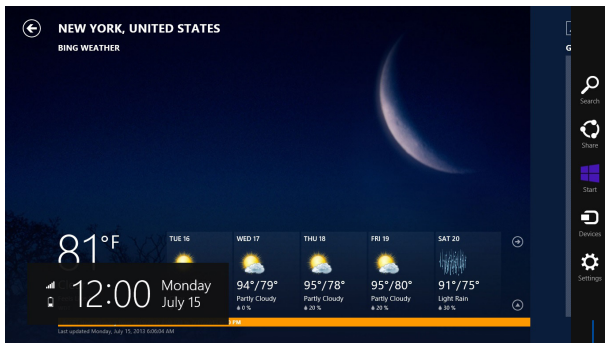 NEW YORK, UNITED STATES
BING WEATHER
G
Search
Share
Start
Devices
Settings
81°F
TUE 16
WED 17
THU 18
FRI 19
SAT 20
94°/79°
95°/78°
95°/80°
91°/75°
Partly Cloudy
Partly Cloudy
Partly Cloudy
Light Rain
0 %
20 %
20 %
30 %
12:00
Monday
July 15
PM
Last updated Monday, July 15, 2013 6:06:04 AM